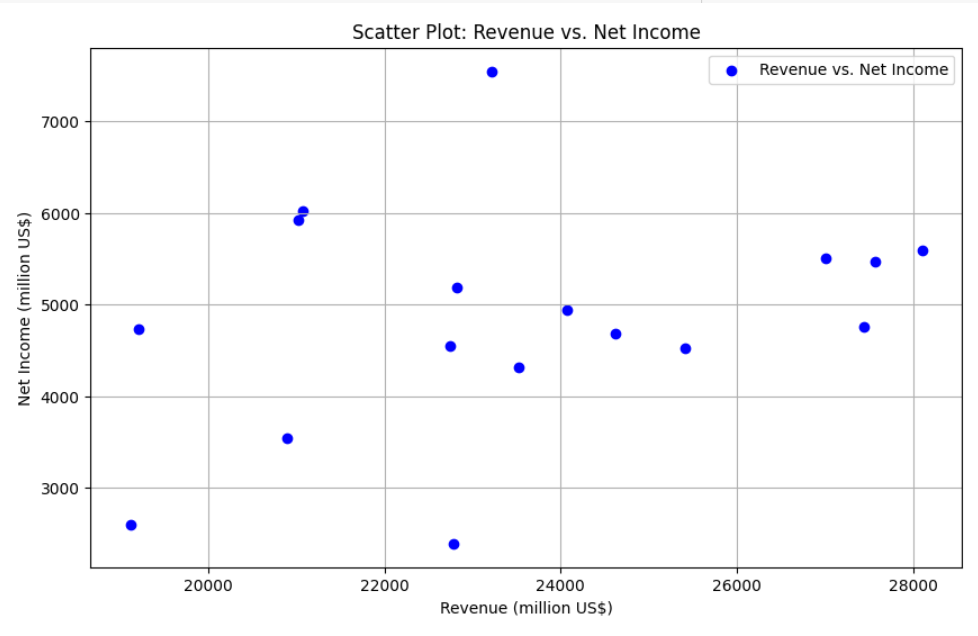 Scatter Plot: Revenue vs. Net Income
Revenue vs. Net Income
7000
6000
5000
4000
3000
Net Income (million US$)
20000 22000 24000 26000 28000
Revenue (million US$)